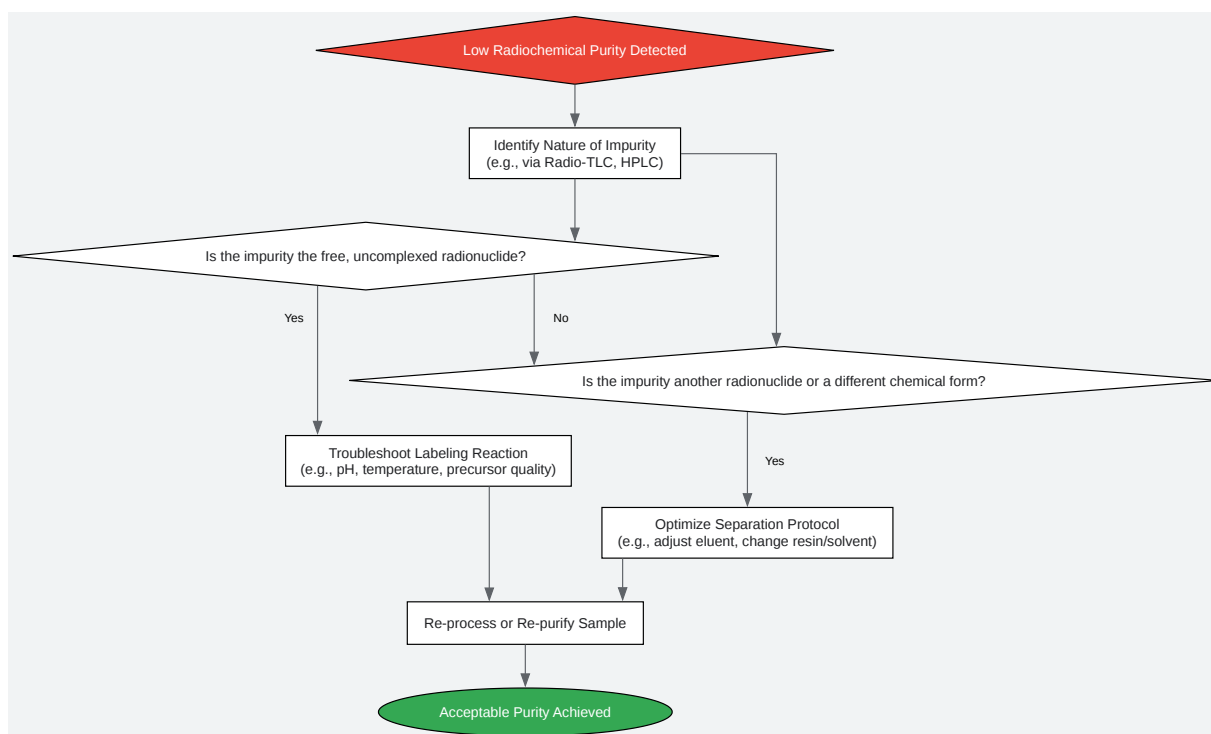 Low Radiochemical Purity Detected
Identify Nature of Impurity
(e.g., via Radio-TLC, HPLC)
Is the impurity the free, uncomplexed radionuclide?
Yes
No
Is the impurity another radionuclide or a different chemical form?
Troubleshoot Labeling Reaction
(e.g., pH, temperature, precursor quality)
Yes
Optimize Separation Protocol
(e.g., adjust eluent, change resin/solvent)
Re-process or Re-purify Sample
Acceptable Purity Achieved